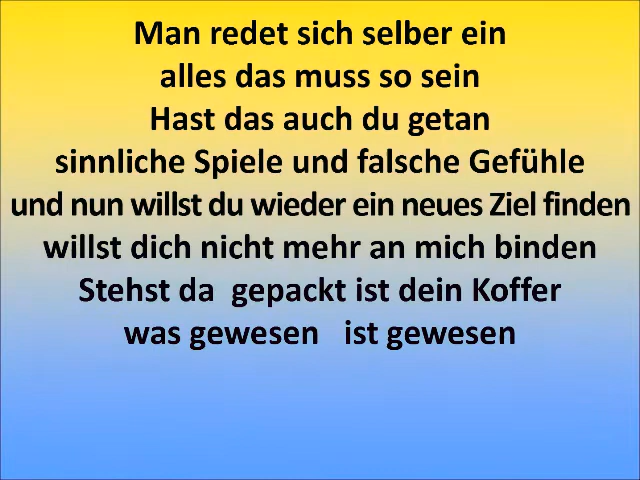 Man redet sich selber ein
alles das muss so sein
Hast das auch du getan
sinnliche Spiele und falsche Gefühle
und nun willst du wieder ein neues Ziel finden
willst dich nicht mehr an mich binden
Stehst da  gepackt ist dein Koffer
was gewesen   ist gewesen